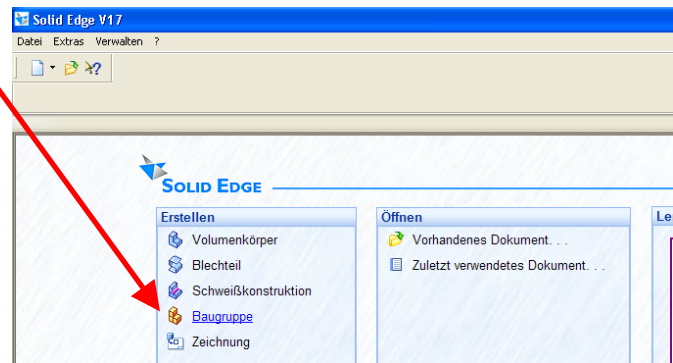 Solid Edge V17
Datei Extras Verwalten ?
SOLID EDGE
Erstellen
Volumenkörper
Blechteil
Schweißkonstruktion
Baugruppe
Zeichnung
Öffnen
Vorhandenes Dokument. . .
Zuletzt verwendetes Dokument. . .
Le